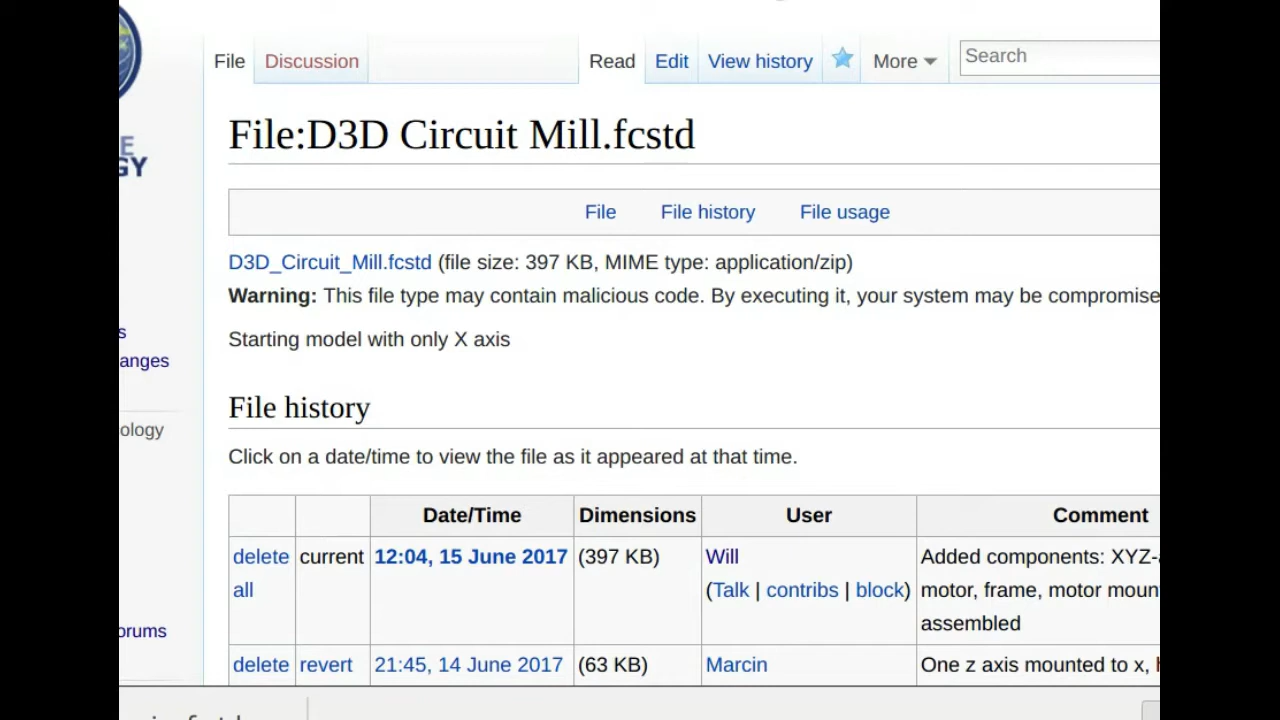 File Discussion Read Edit View history More Search
File:D3D Circuit Mill.fcstd
File File history File usage
D3D_Circuit_Mill.fcstd (file size: 397 KB, MIME type: application/zip)
Warning: This file type may contain malicious code. By executing it, your system may be compromise
Starting model with only X axis
anges
File history
ology
Click on a date/time to view the file as it appeared at that time.
Date/Time Dimensions User Comment
delete current 12:04, 15 June 2017 (397 KB) Will Added components: XYZ-
all (Talk | contribs | block) motor, frame, motor moun
assembled
orums
delete revert 21:45, 14 June 2017 (63 KB) Marcin One z axis mounted to x,